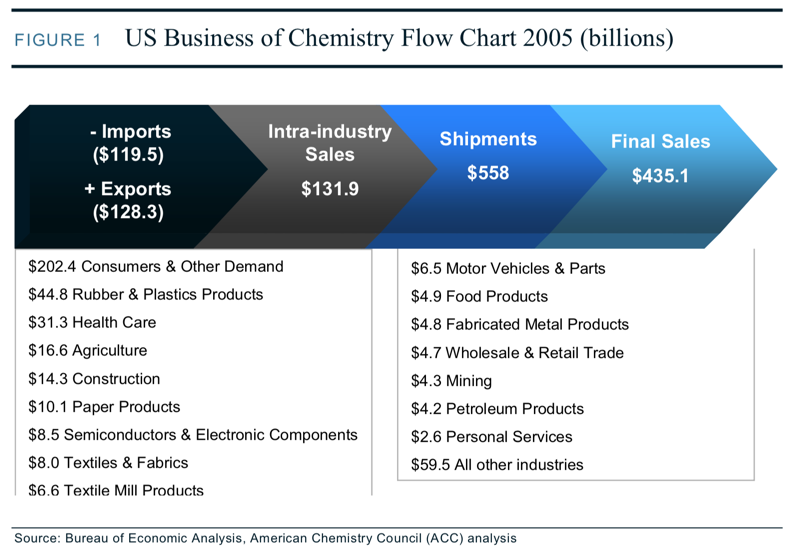 FIGURE 1 US Business of Chemistry Flow Chart 2005 (billions)
- Imports
($119.5)
+ Exports
($128.3)
Intra-industry
Sales
$131.9
Shipments
$558
Final Sales
$435.1
$202.4 Consumers & Other Demand
$44.8 Rubber & Plastics Products
$31.3 Health Care
$16.6 Agriculture
$14.3 Construction
$10.1 Paper Products
$8.5 Semiconductors & Electronic Components
$8.0 Textiles & Fabrics
$6.6 Textile Mill Products
$6.5 Motor Vehicles & Parts
$4.9 Food Products
$4.8 Fabricated Metal Products
$4.7 Wholesale & Retail Trade
$4.3 Mining
$4.2 Petroleum Products
$2.6 Personal Services
$59.5 All other industries
Source: Bureau of Economic Analysis, American Chemistry Council (ACC) analysis